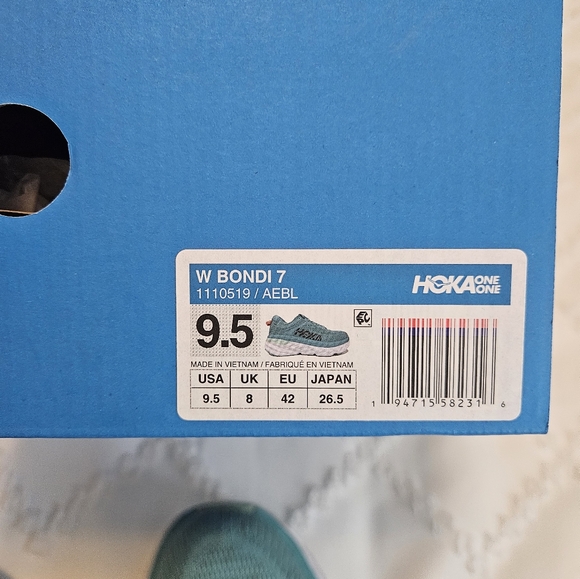 W BONDI 7
1110519 / AEBL
HOKA ONE ONE
9.5
HOKA
MADE IN VIETNAM / FABRIQUÉ EN VIETNAM
USA UK EU JAPAN
9.5 8 42 26.5
1 94715 58231 6